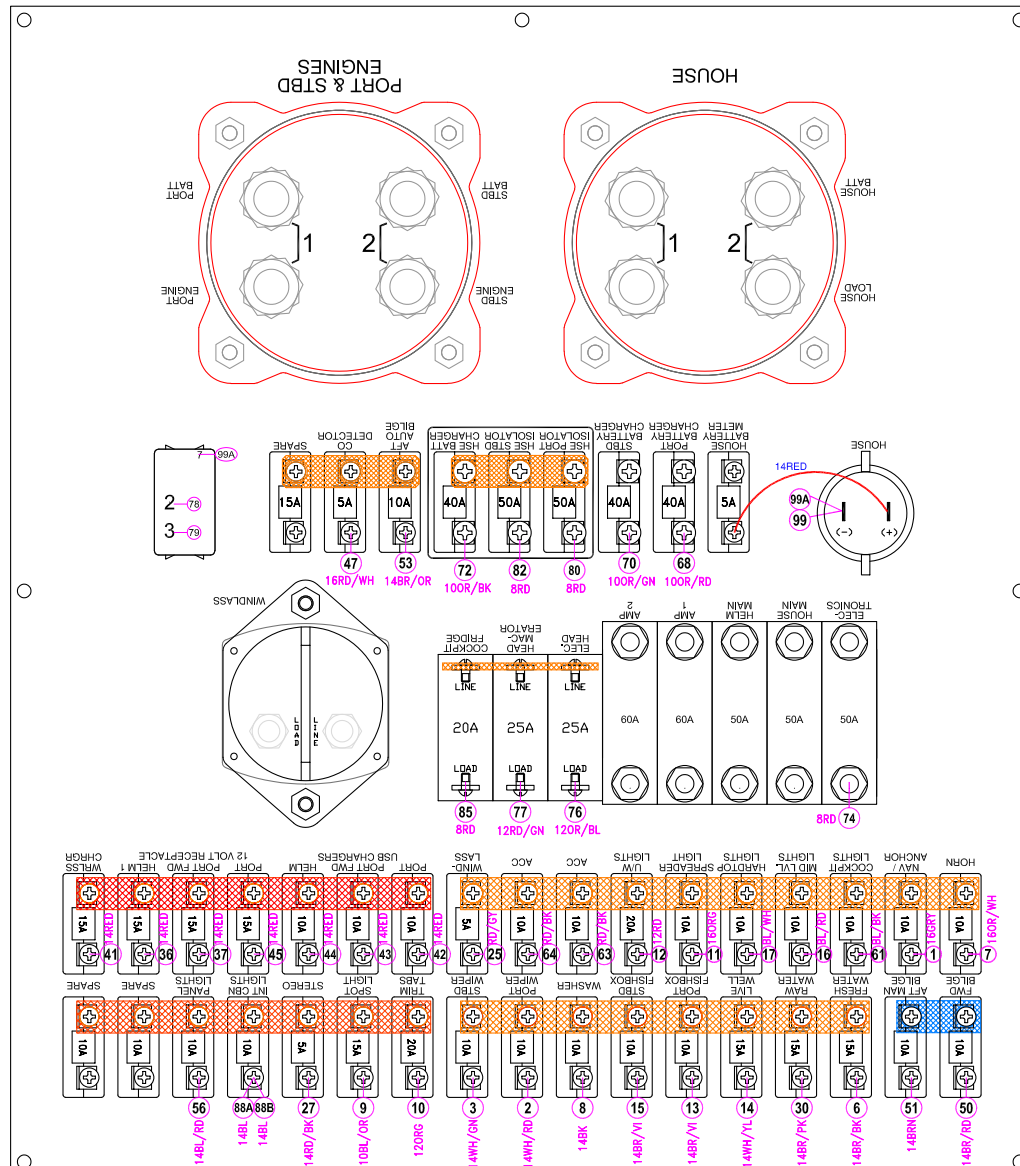 PORT & STBD
ENGINES
HOUSE
PORT
BATT
STBD
BATT
HOUSE
BATT
1
2
1
2
PORT
ENGINE
STBD
ENGINE
HOUSE
LOAD
SPARE
CO
DETECTOR
AFT
AUTO
BILGE
HSE BATT
CHARGER
HSE STBD
ISOLATOR
HSE PORT
ISOLATOR
STBD
BATTERY
CHARGER
PORT
BATTERY
CHARGER
HOUSE
BATTERY
METER
HOUSE
7
99A
2
78
3
79
15A
5A
10A
40A
50A
50A
40A
40A
5A
14RED
99A
99
(-)
(+)
47
53
72
82
80
70
68
16RD/WH
14BR/OR
10OR/BK
8RD
8RD
10OR/GN
10OR/RD
WINDLASS
LOAD
LINE
COCKPIT
FRIDGE
HEAD
MAC-
ERATOR
ELEC.
HEAD
AMP
2
AMP
1
HELM
MAIN
HOUSE
MAIN
ELEC-
TRONICS
LINE
LINE
LINE
20A
25A
25A
60A
60A
50A
50A
50A
LOAD
LOAD
LOAD
85
77
76
8RD
74
8RD
12RD/GN
12OR/BL
WRLSS
CHRGR
12 VOLT RECEPTACLE
HELM 1
PORT FWD
PORT
USB CHARGERS
HELM
PORT FWD
PORT
WIND-
LASS
ACC
ACC
U/W
LIGHTS
SPREADER
LIGHT
HARDTOP
LIGHTS
MID LVL.
LIGHTS
COCKPIT
LIGHTS
NAV /
ANCHOR
HORN
15A
15A
15A
15A
10A
10A
10A
5A
10A
10A
20A
10A
10A
10A
10A
10A
10A
14RED
14RED
14RED
14RED
14RED
14RED
14RED
RD/GY
RD/BK
RD/BK
12RD
16ORG
BL/WH
BL/RD
BL/BK
16GRY
16OR/WH
41
36
37
45
44
43
42
25
64
63
12
11
17
16
61
1
7
SPARE
SPARE
PANEL
LIGHTS
INT CBN
LIGHTS
STEREO
SPOT
LIGHT
TRIM
TABS
STBD
WIPER
PORT
WIPER
WASHER
STBD
FISHBOX
PORT
FISHBOX
LIVE
WELL
RAW
WATER
FRESH
WATER
AFT MAN
BILGE
FWD
BILGE
10A
10A
10A
10A
5A
15A
20A
10A
10A
10A
15A
10A
15A
15A
15A
10A
10A
56
88A
88B
27
9
10
3
2
8
15
13
14
30
6
51
50
14BL/RD
14BL
14BL
14RD/BK
10BL/OR
12ORG
14WH/GN
14WH/RD
14BK
14BR/VI
14BR/VI
14WH/YL
14BR/PK
14BR/BK
14BRN
14BR/RD